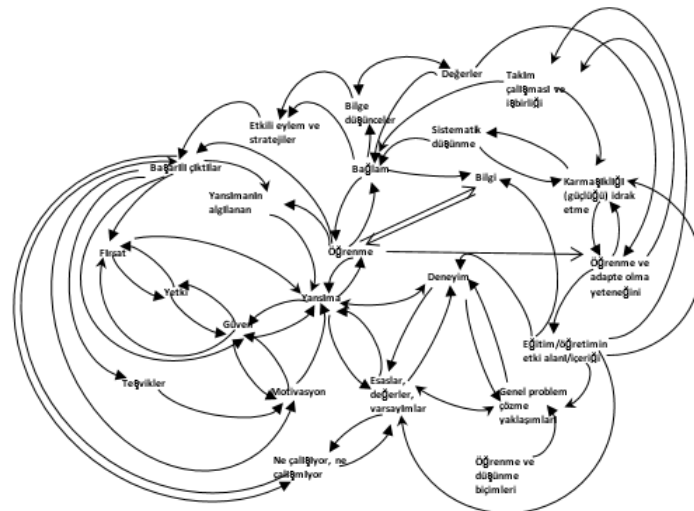 Değerler
Takım
çalışması ve
işbirliği
Bilge
düşünceler
Etkili eylem ve
stratejiler
Sistematik
düşünme
Başarılı çıktılar
Bağlam
Bilgi
Karmaşıklığı
(güçlüğü) idrak
etme
Yansımanın
algılanan
Fırsat
Öğrenme
Öğrenme ve
adapte olma
yeteneğini
Deneyim
Yetki
Yansıma
Güven
Eğitim/öğretimin
etki alanı/içeriği
Teşvikler
Motivasyon
Esaslar,
değerler,
varsayımlar
Genel problem
çözme
yaklaşımları
Ne çalışıyor, ne
çalışmıyor
Öğrenme ve
düşünme
biçimleri